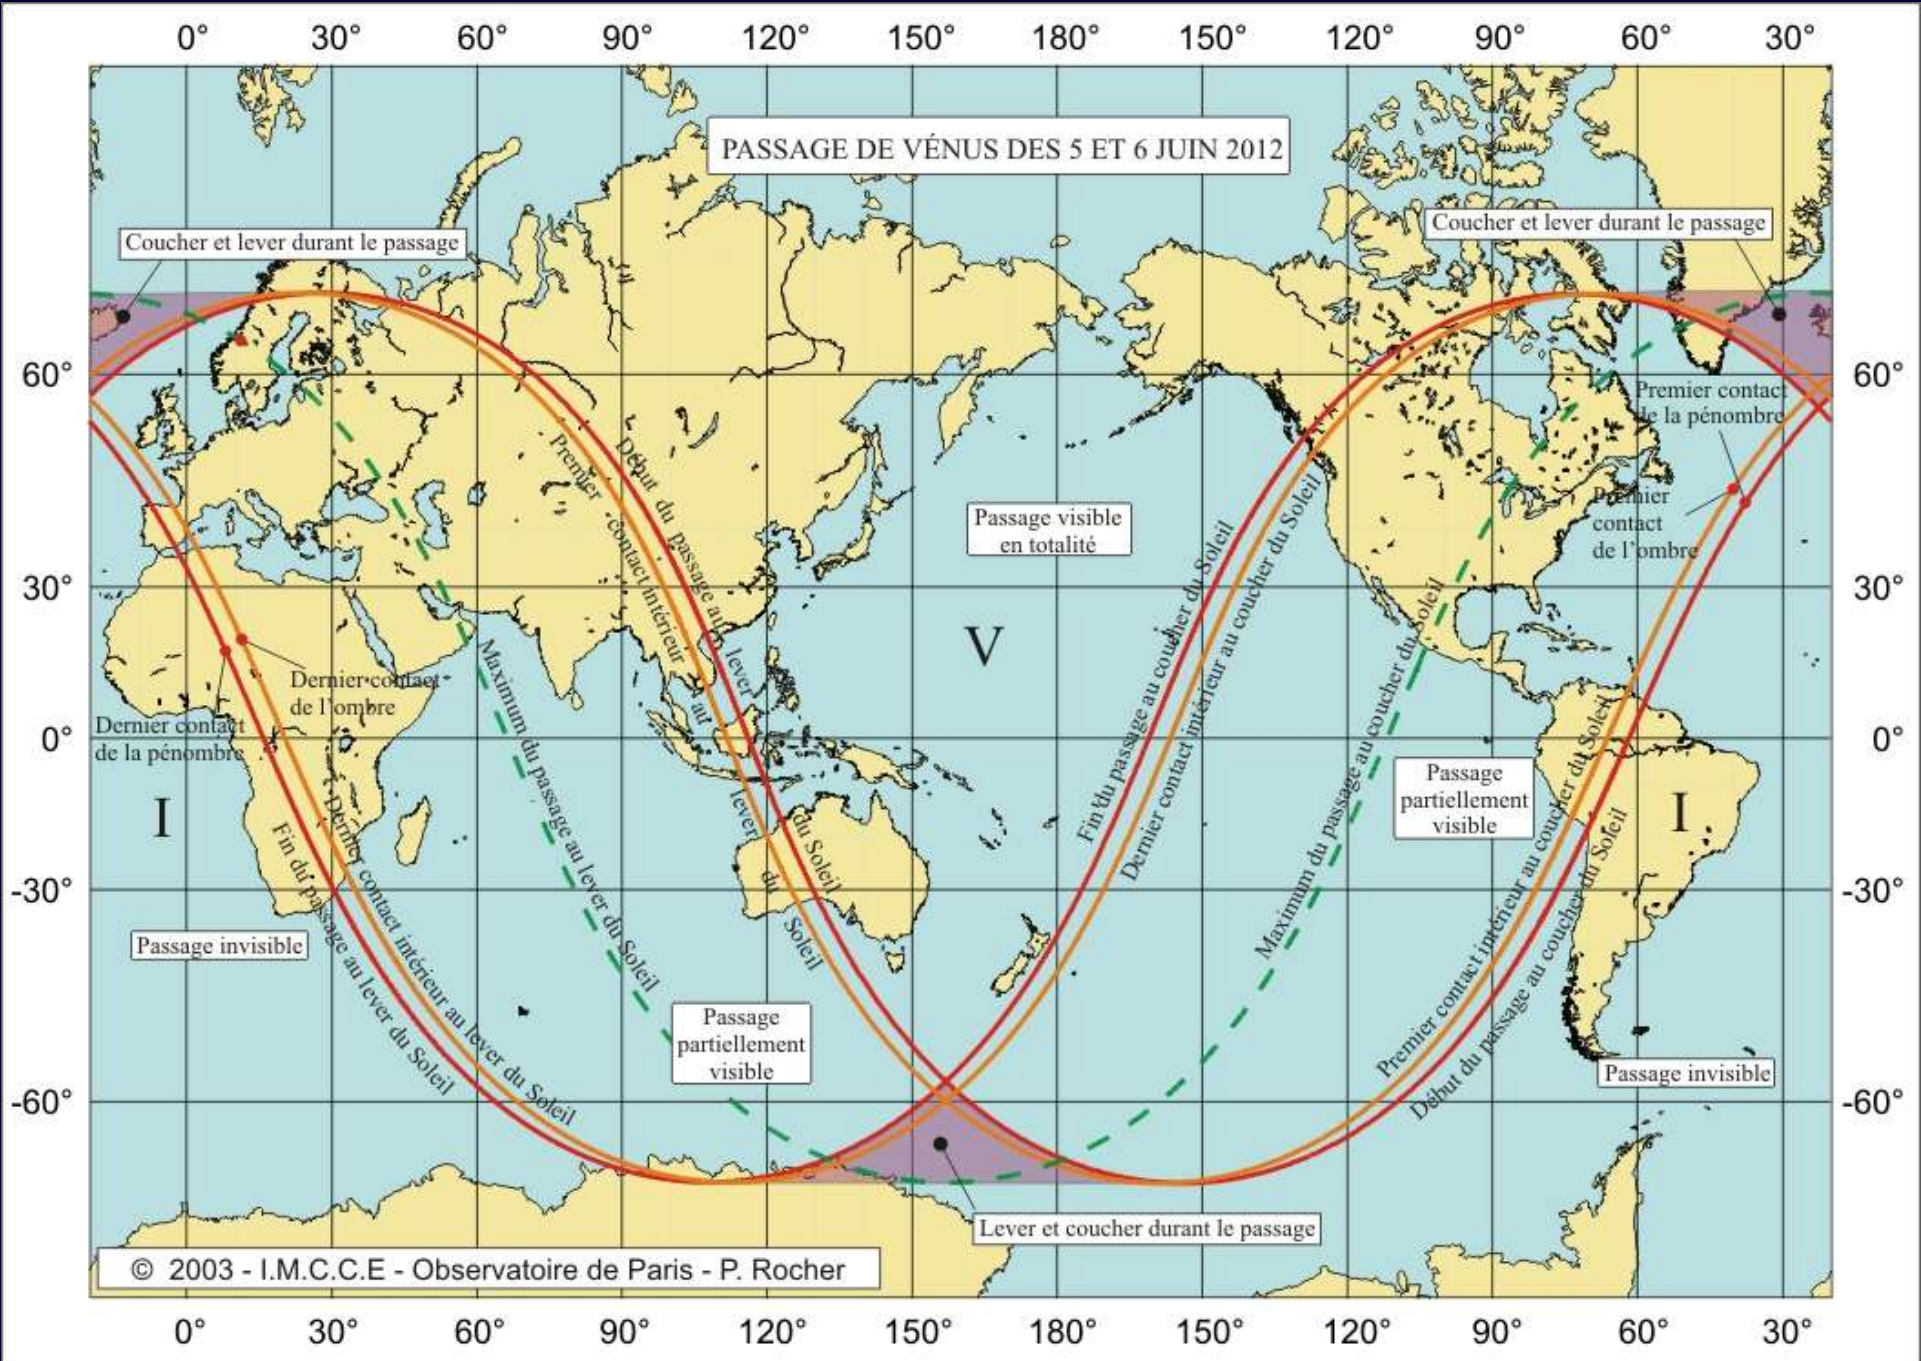 0° 30° 60° 90° 120° 150° 180° 150° 120° 90° 60° 30°
PASSAGE DE VÉNUS DES 5 ET 6 JUIN 2012
Coucher et lever durant le passage
Coucher et lever durant le passage
60°
60°
Premier contact
de la pénombre
Premier
contact
de l'ombre
Premier contact intérieur au lever du Soleil
Début du passage au lever du Soleil
Passage visible
en totalité
V
Fin du passage au coucher du Soleil
Dernier contact intérieur au coucher du Soleil
30°
30°
Maximum du passage au lever du Soleil
Maximum du passage au coucher du Soleil
Dernier contact
de l'ombre
Dernier contact
de la pénombre
0°
0°
Passage
partiellement
visible
I
I
Fin du passage au lever du Soleil
Dernier contact intérieur au lever du Soleil
Premier contact intérieur au coucher du Soleil
Début du passage au coucher du Soleil
-30°
-30°
Passage invisible
Passage
partiellement
visible
Passage invisible
-60°
-60°
Lever et coucher durant le passage
© 2003 - I.M.C.C.E - Observatoire de Paris - P. Rocher
0° 30° 60° 90° 120° 150° 180° 150° 120° 90° 60° 30°